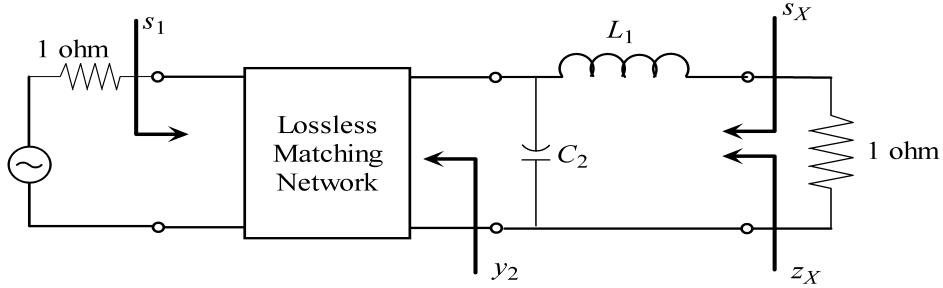 s1
sX
1 ohm
L1
Lossless
Matching
Network
C2
1 ohm
y2
zX